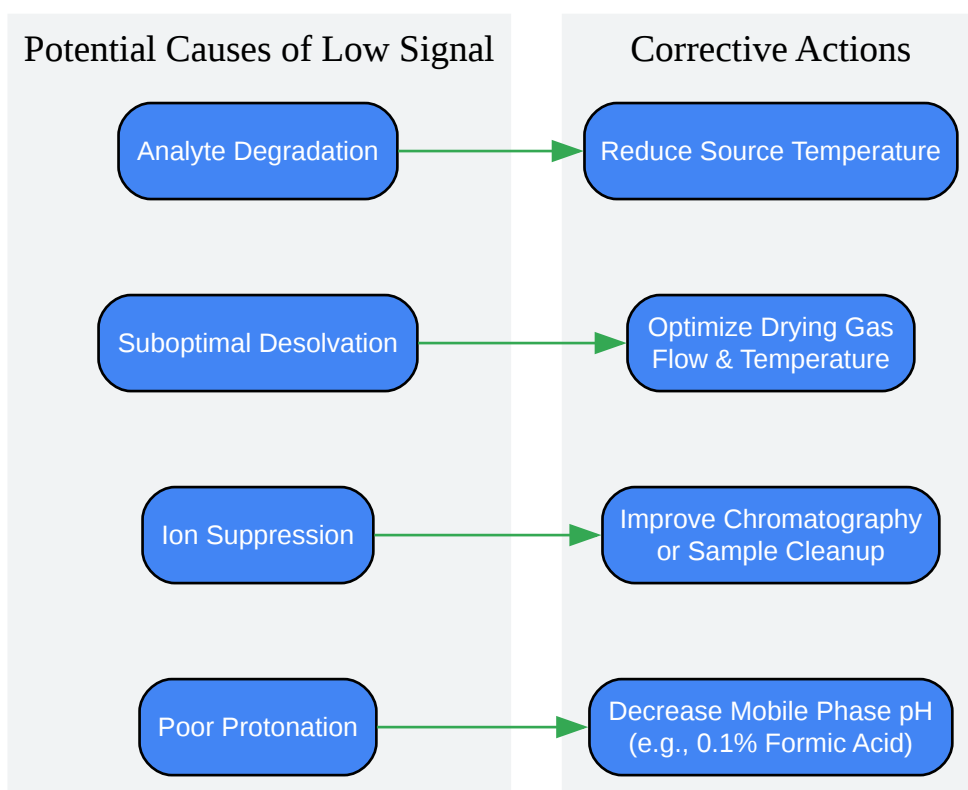 Potential Causes of Low Signal
Corrective Actions
Analyte Degradation
Reduce Source Temperature
Suboptimal Desolvation
Optimize Drying Gas
Flow & Temperature
Ion Suppression
Improve Chromatography
or Sample Cleanup
Poor Protonation
Decrease Mobile Phase pH
(e.g., 0.1% Formic Acid)